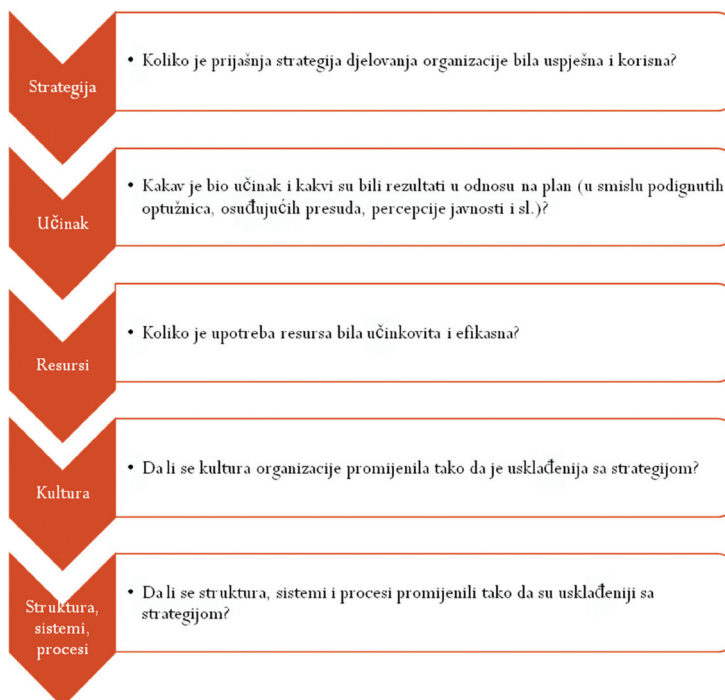 Strategija
• Koliko je prijašnja strategija djelovanja organizacije bila uspješna i korisna?
Učinak
• Kakav je bio učinak i kakvi su bili rezultati u odnosu na plan (u smislu podignutih
optužnica, osuđujućih presuda, percepcije javnosti i sl.)?
Resursi
• Koliko je upotreba resursa bila učinkovita i efikasna?
Kultura
• Da li se kultura organizacije promijenila tako da je usklađenija sa strategijom?
Struktura,
sistemi,
procesi
• Da li se struktura, sistemi i procesi promijenili tako da su usklađeniji sa
strategijom?